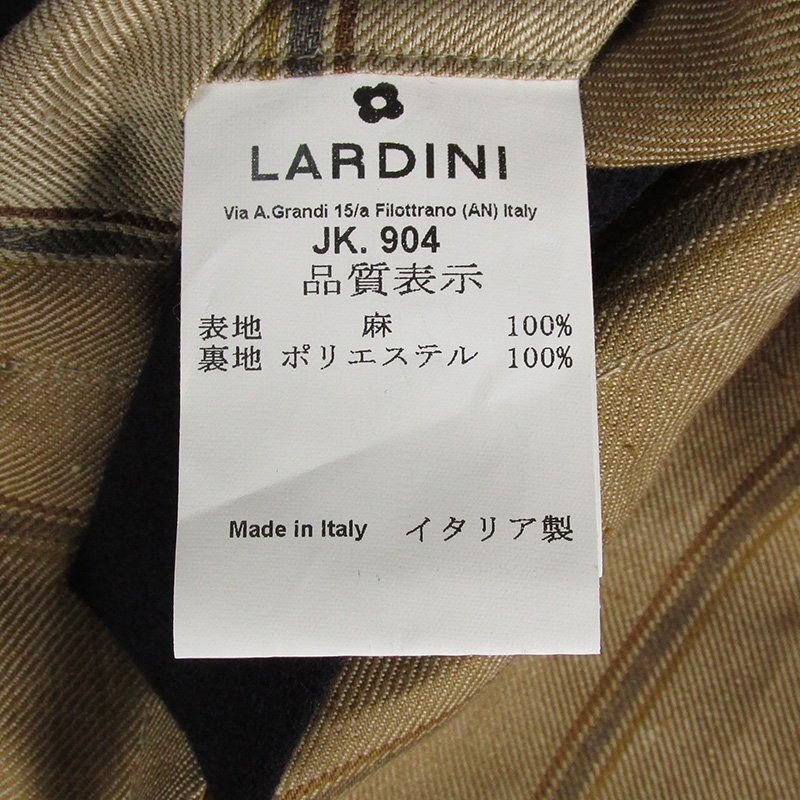 LARDINI
Via A.Grandi 15/a Filottrano (AN) Italy
JK. 904
品質表示
表地 麻 100%
裏地 ポリエステル 100%
Made in Italy イタリア製